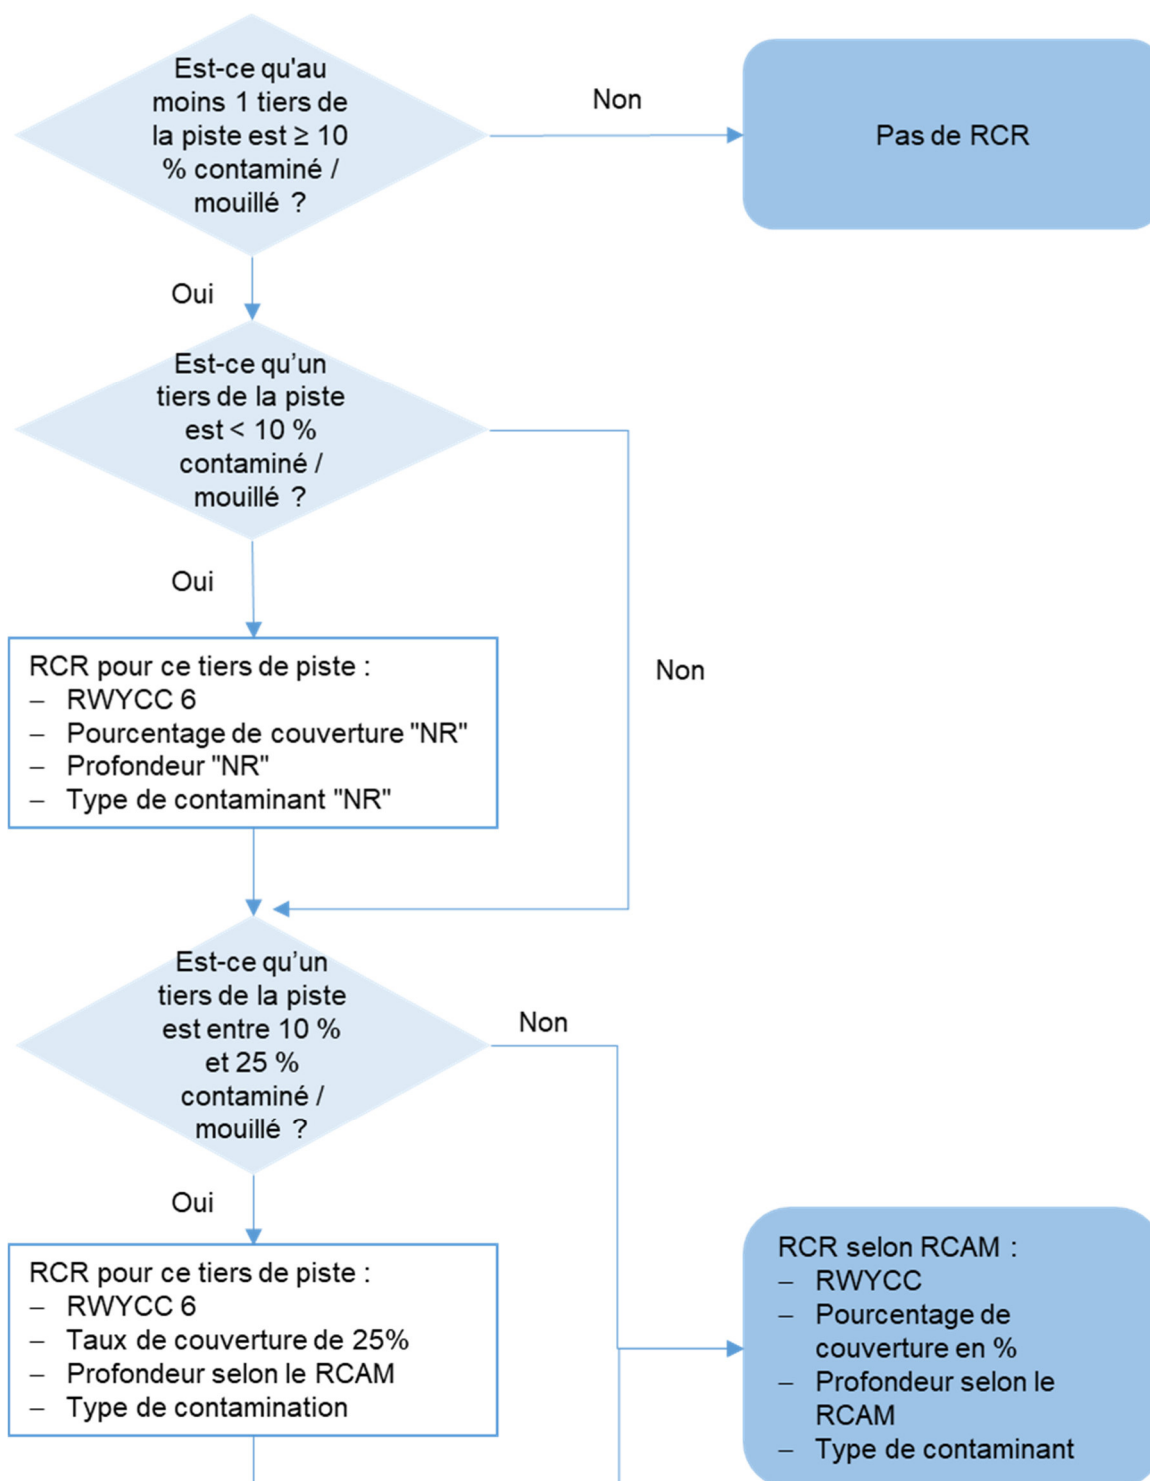 Est-ce qu'au
moins 1 tiers de
la piste est ≥ 10
% contaminé /
mouillé ?
Non
Pas de RCR
Oui
Est-ce qu’un
tiers de la piste
est < 10 %
contaminé /
mouillé ?
Oui
Non
RCR pour ce tiers de piste :
– RWYCC 6
– Pourcentage de couverture "NR"
– Profondeur "NR"
– Type de contaminant "NR"
Est-ce qu’un
tiers de la piste
est entre 10 %
et 25 %
contaminé /
mouillé ?
Non
Oui
RCR pour ce tiers de piste :
– RWYCC 6
– Taux de couverture de 25%
– Profondeur selon le RCAM
– Type de contamination
RCR selon RCAM :
– RWYCC
– Pourcentage de
couverture en %
– Profondeur selon le
RCAM
– Type de contaminant